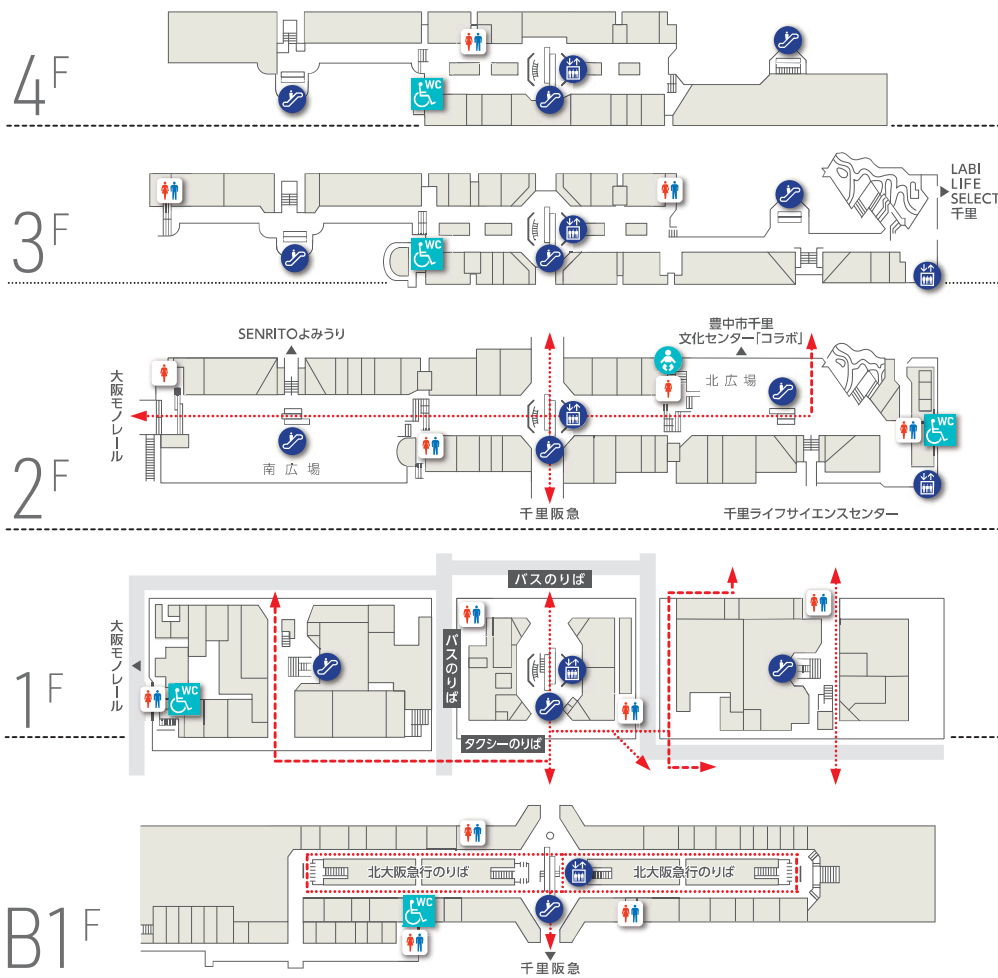 4F
WC
3F
WC
LABI
LIFE
SELECT
千里
2F
SENRITOよみうり
豊中市千里
文化センター「コラボ」
大阪モノレール
北広場
WC
南広場
千里阪急
千里ライフサイエンスセンター
1F
バスのりば
大阪モノレール
バスのりば
WC
タクシーのりば
B1F
北大阪急行のりば
北大阪急行のりば
WC
千里阪急